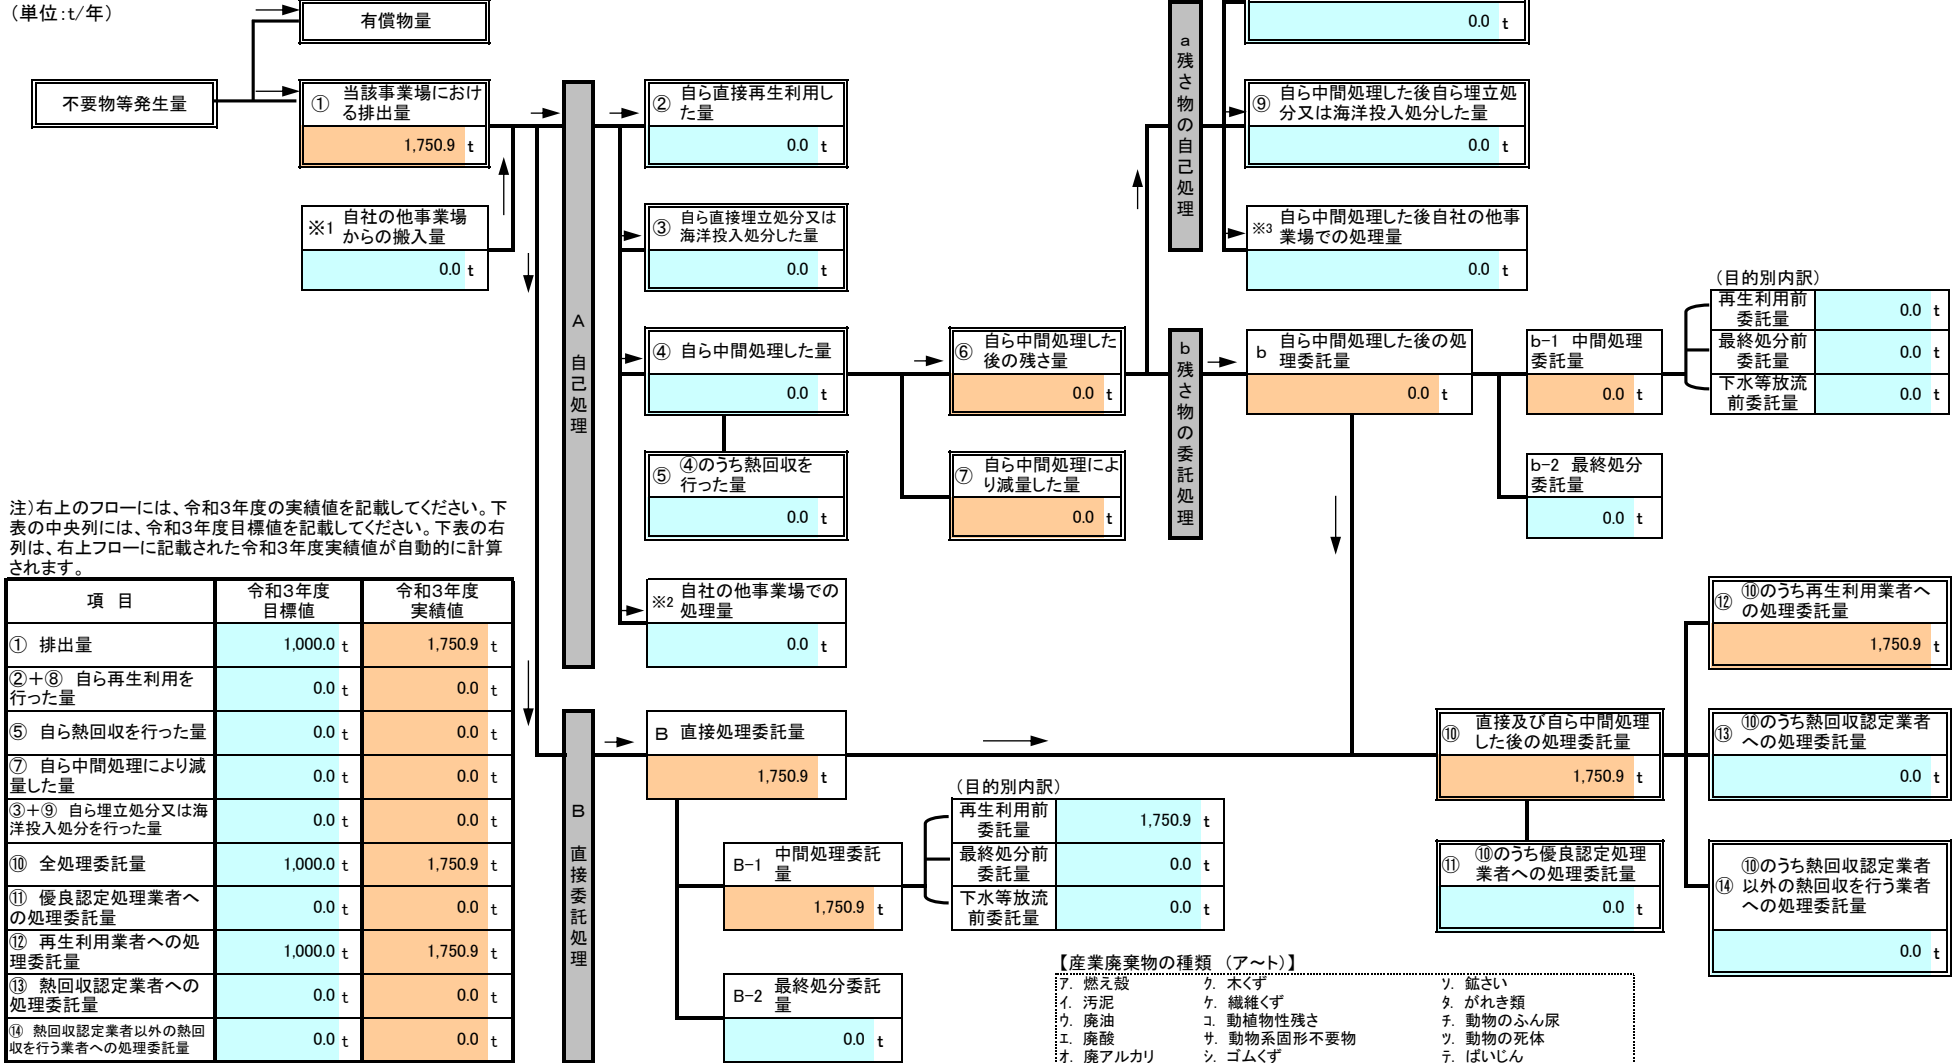 （単位：t/年）
有償物量
不要物等発生量
① 当該事業場におけ
る排出量
1,750.9 t
※1 自社の他事業場
からの搬入量
0.0 t
A 自己処理
② 自ら直接再生利用し
た量
0.0 t
③ 自ら直接埋立処分又は
海洋投入処分した量
0.0 t
④ 自ら中間処理した量
0.0 t
⑤ ④のうち熱回収を
行った量
0.0 t
※2 自社の他事業場での
処理量
0.0 t
⑥ 自ら中間処理した
後の残さ量
0.0 t
⑦ 自ら中間処理によ
り減量した量
0.0 t
a 残さ物の自己処理
0.0 t
⑨ 自ら中間処理した後自ら埋立処
分又は海洋投入処分した量
0.0 t
※3 自ら中間処理した後自社の他事
業場での処理量
0.0 t
b 残さ物の委託処理
b 自ら中間処理した後の処
理委託量
0.0 t
b-1 中間処理
委託量
0.0 t
b-2 最終処分
委託量
0.0 t
（目的別内訳）
再生利用前
委託量 0.0 t
最終処分前
委託量 0.0 t
下水等放流
前委託量 0.0 t
注）右上のフローには、令和3年度の実績値を記載してください。下
表の中央列には、令和3年度目標値を記載してください。下表の右
列は、右上フローに記載された令和3年度実績値が自動的に計算
されます。
項 目 令和3年度
目標値 令和3年度
実績値
① 排出量 1,000.0 t 1,750.9 t
②＋⑧ 自ら再生利用を
行った量 0.0 t 0.0 t
⑤ 自ら熱回収を行った量 0.0 t 0.0 t
⑦ 自ら中間処理により減
量した量 0.0 t 0.0 t
③＋⑨ 自ら埋立処分又は海
洋投入処分を行った量 0.0 t 0.0 t
⑩ 全処理委託量 1,000.0 t 1,750.9 t
⑪ 優良認定処理業者へ
の処理委託量 0.0 t 0.0 t
⑫ 再生利用業者への処
理委託量 1,000.0 t 1,750.9 t
⑬ 熱回収認定業者への
処理委託量 0.0 t 0.0 t
⑭ 熱回収認定業者以外の熱回
収を行う業者への処理委託量 0.0 t 0.0 t
B 直接委託処理
B 直接処理委託量
1,750.9 t
B-1 中間処理委託
量
1,750.9 t
B-2 最終処分委託
量
0.0 t
（目的別内訳）
再生利用前
委託量 1,750.9 t
最終処分前
委託量 0.0 t
下水等放流
前委託量 0.0 t
⑩ 直接及び自ら中間処理
した後の処理委託量
1,750.9 t
⑪ ⑩のうち優良認定処理
業者への処理委託量
0.0 t
⑫ ⑩のうち再生利用業者へ
の処理委託量
1,750.9 t
⑬ ⑩のうち熱回収認定業者
への処理委託量
0.0 t
⑭ ⑩のうち熱回収認定業者
以外の熱回収を行う業者
への処理委託量
0.0 t
【産業廃棄物の種類 （ア～ト）】
ア. 燃え殻 ク. 木くず ソ. 鉱さい
イ. 汚泥 ケ. 繊維くず タ. がれき類
ウ. 廃油 コ. 動植物性残さ チ. 動物のふん尿
エ. 廃酸 サ. 動物系固形不要物 ツ. 動物の死体
オ. 廃アルカリ シ. ゴムくず テ. ばいじん